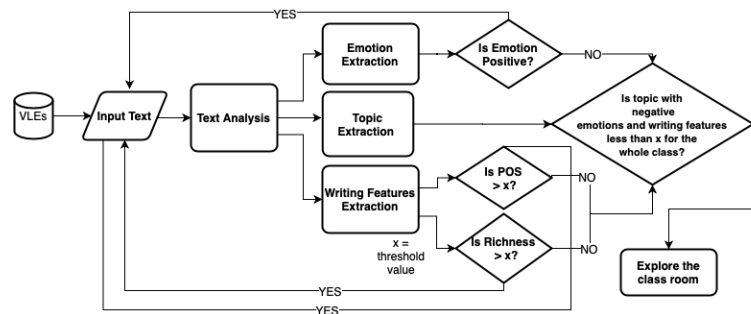 YES
Emotion
Extraction
Is Emotion
Positive?
NO
VLEs
Input Text
Text Analysis
Topic
Extraction
Is topic with
negative
emotions and writing features
less than x for the
whole class?
Writing Features
Extraction
Is POS
> x?
NO
x =
threshold
value
Is Richness
> x?
NO
Explore the
class room
YES
YES